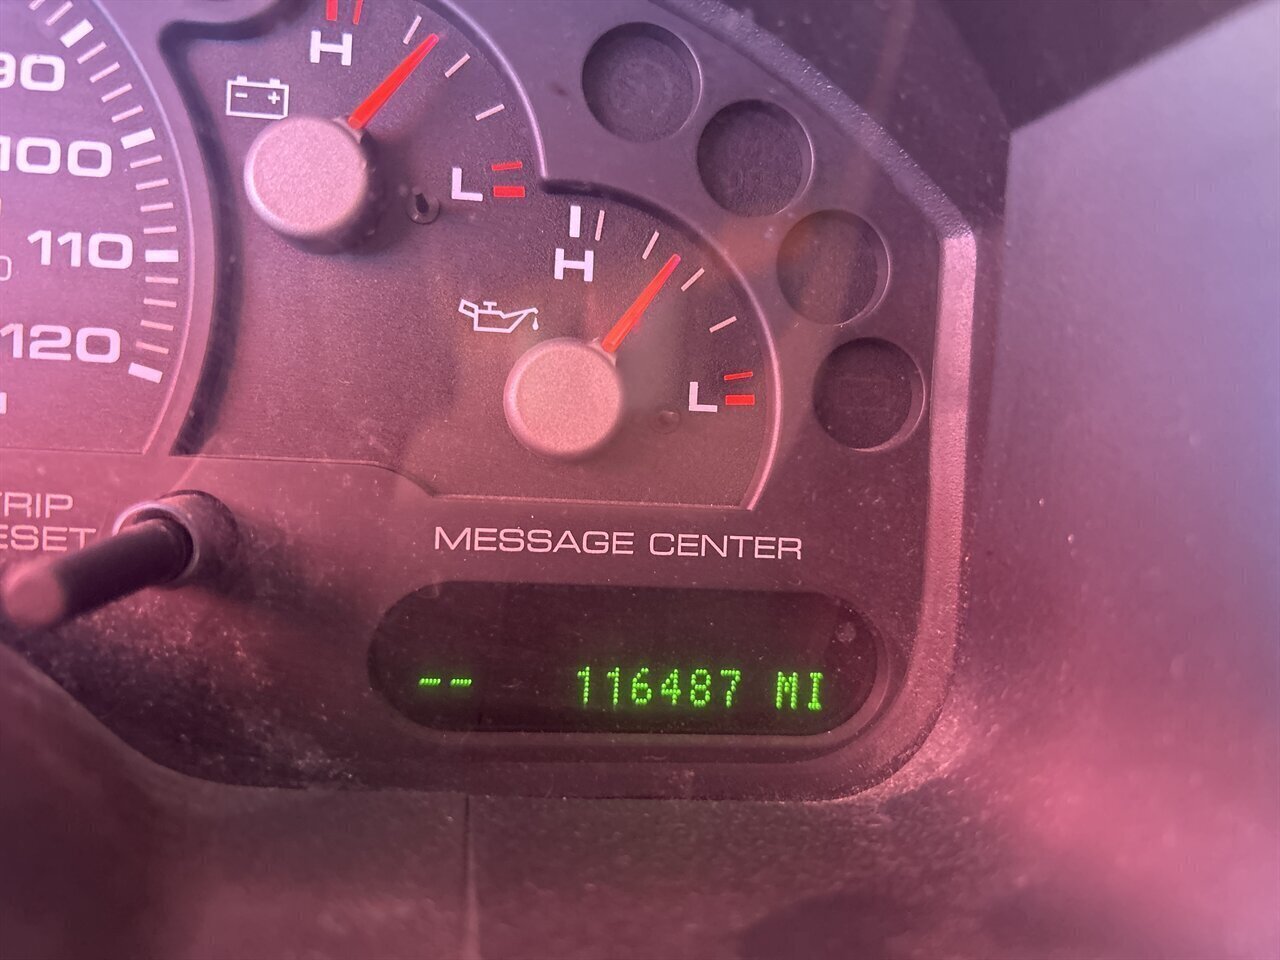 H
90
100
110
120
L
H
L
TRIP
RESET
MESSAGE CENTER
-- 116487 MI